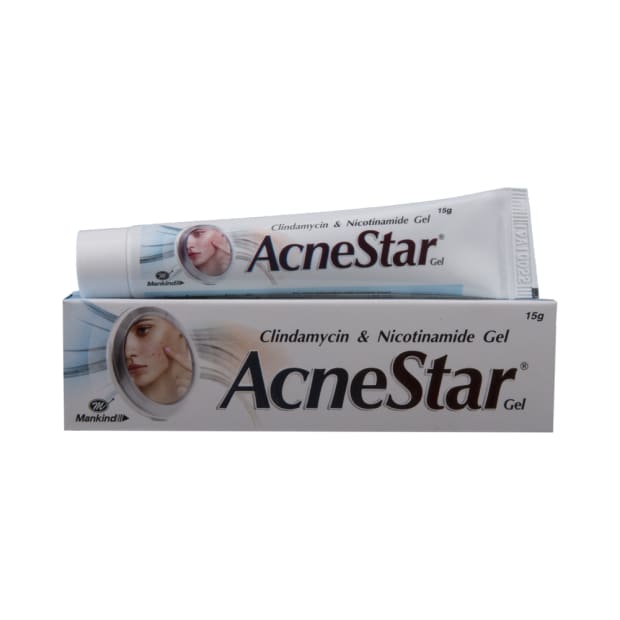 Clindamycin & Nicotinamide Gel
15g
AcneStar®
Gel
Mankind
15g
Clindamycin & Nicotinamide Gel
AcneStar®
Gel
Mankind